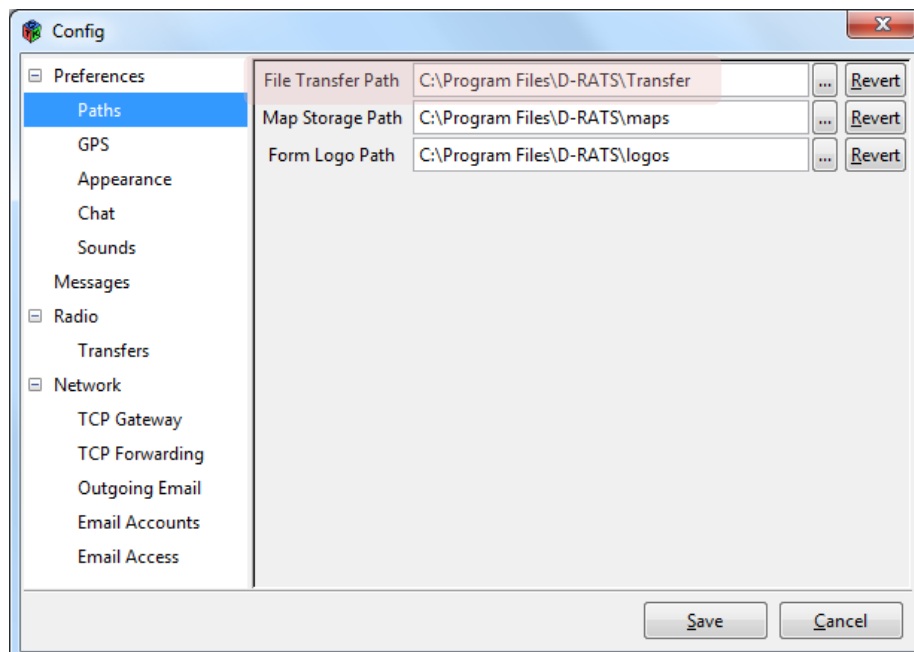 Config
Preferences
Paths
GPS
Appearance
Chat
Sounds
Messages
Radio
Transfers
Network
TCP Gateway
TCP Forwarding
Outgoing Email
Email Accounts
Email Access
File Transfer Path C:\Program Files\D-RATS\Transfer ... Revert
Map Storage Path C:\Program Files\D-RATS\maps ... Revert
Form Logo Path C:\Program Files\D-RATS\logos ... Revert
Save Cancel